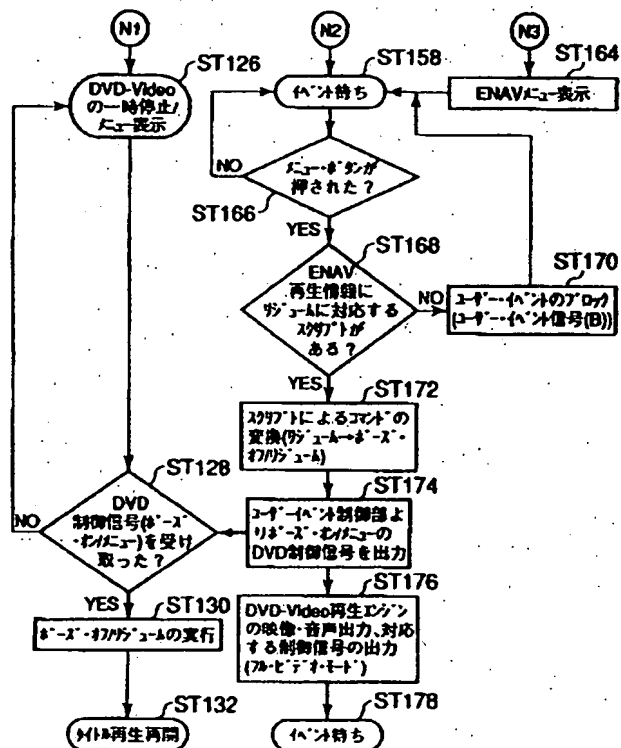 N1
N2
N3
ST126
DVD-Video
の一時停止/
メニュー表示
ST158
イベント待ち
ST164
ENAVメニュー表示
NO
メニュー・ボタンが
押された?
ST166
YES
ST168
ENAV
再生情報に
リジュームに対応する
スクリプトが
ある?
NO
ST170
ユーザー・イベントのブロック
(ユーザー・イベント信号(B))
YES
ST172
スクリプトによるコマンドの
変換(リジューム→ポーズ・
オフ/リジューム)
ST128
DVD
制御信号(ポーズ
・オン/メニュー)を受け
取った?
NO
ST174
ユーザーイベント制御部よ
りポーズ・オン/メニューの
DVD制御信号を出力
YES
ST130
ポーズ・オフ/リジュームの実行
ST176
DVD-Video再生エンジン
の映像・音声出力、対応
する制御信号の出力
(フル・ビデオ・モード)
ST132
タイトル再生再開
ST178
イベント待ち